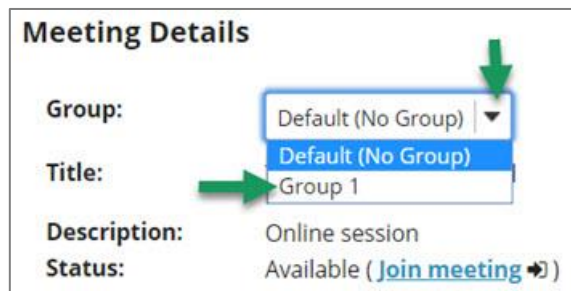 Meeting Details
Group: Default (No Group)
Default (No Group)
Title: Group 1
Description: Online session
Status: Available ( Join meeting )